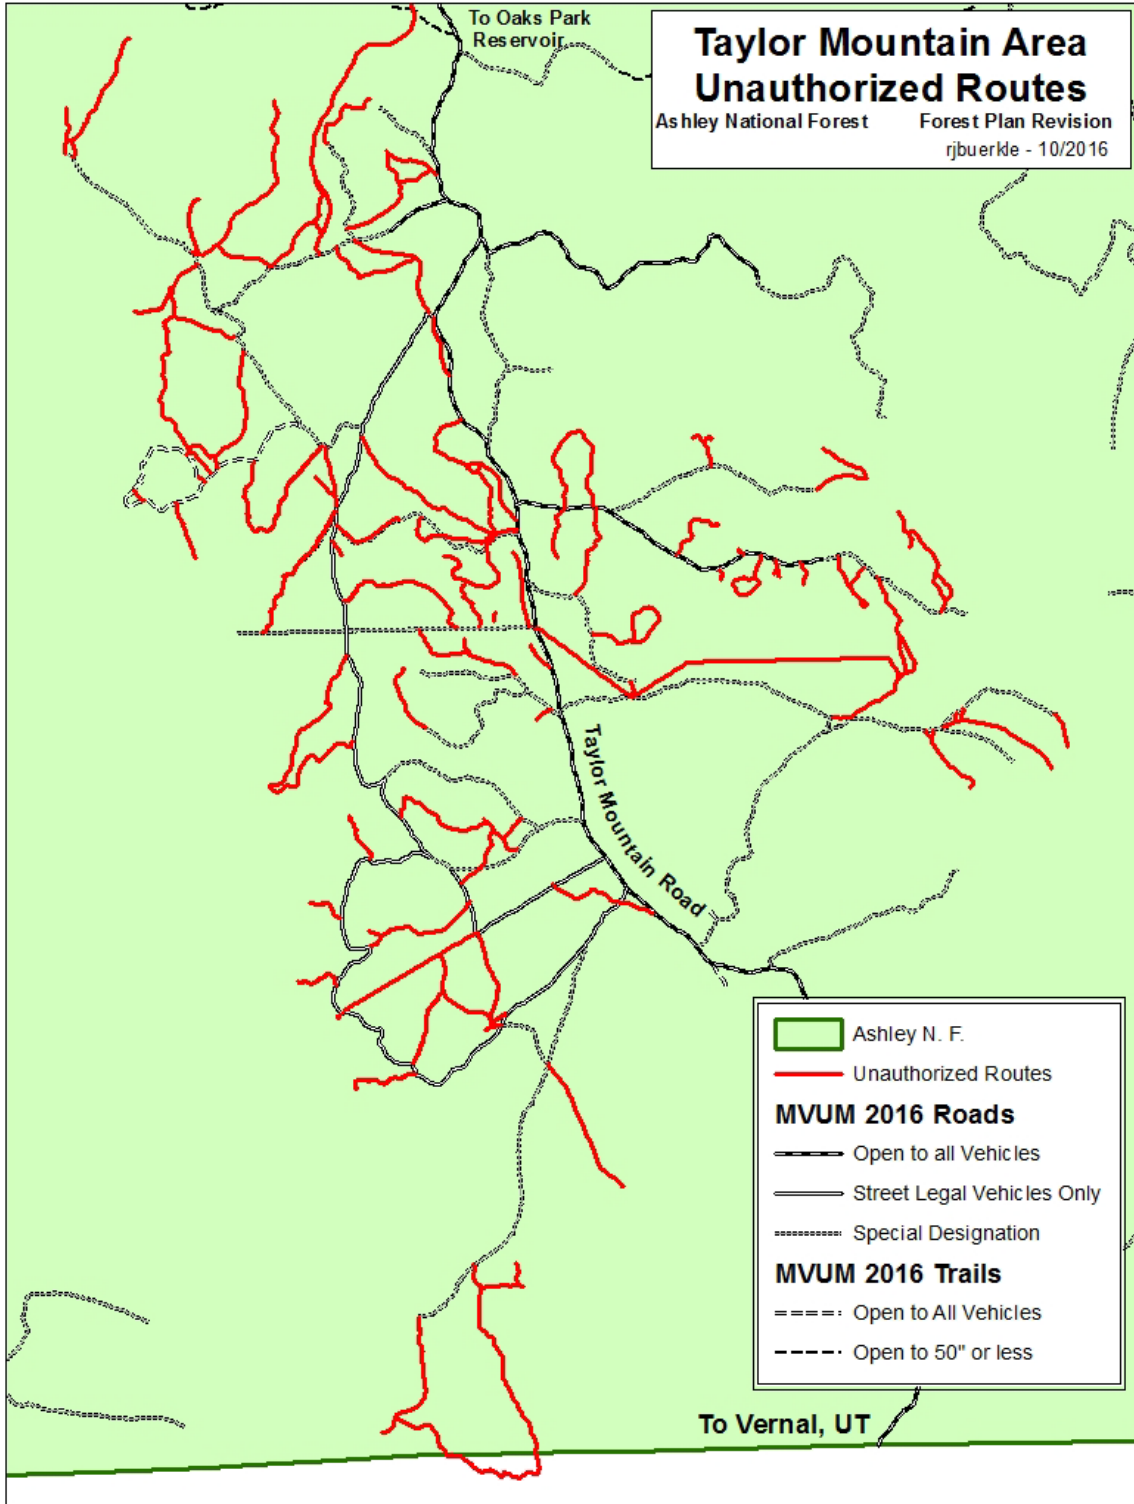 To Oaks Park
Reservoir
Taylor Mountain Area
Unauthorized Routes
Ashley National Forest Forest Plan Revision
rjbuerkle - 10/2016
Taylor Mountain Road
Ashley N. F.
Unauthorized Routes
MVUM 2016 Roads
Open to all Vehicles
Street Legal Vehicles Only
Special Designation
MVUM 2016 Trails
Open to All Vehicles
Open to 50" or less
To Vernal, UT